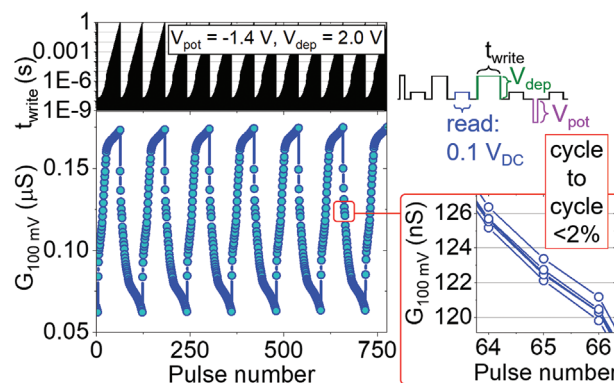 1
0.001
1E-6
1E-9
t_write (s)
V_pot = -1.4 V, V_dep = 2.0 V
0.15
0.10
0.05
G_100 mV (µS)
0
250
500
750
Pulse number
t_write
V_dep
V_pot
read:
0.1 V_DC
cycle
to
cycle
<2%
126
124
122
120
G_100 mV (nS)
64
65
66
Pulse number